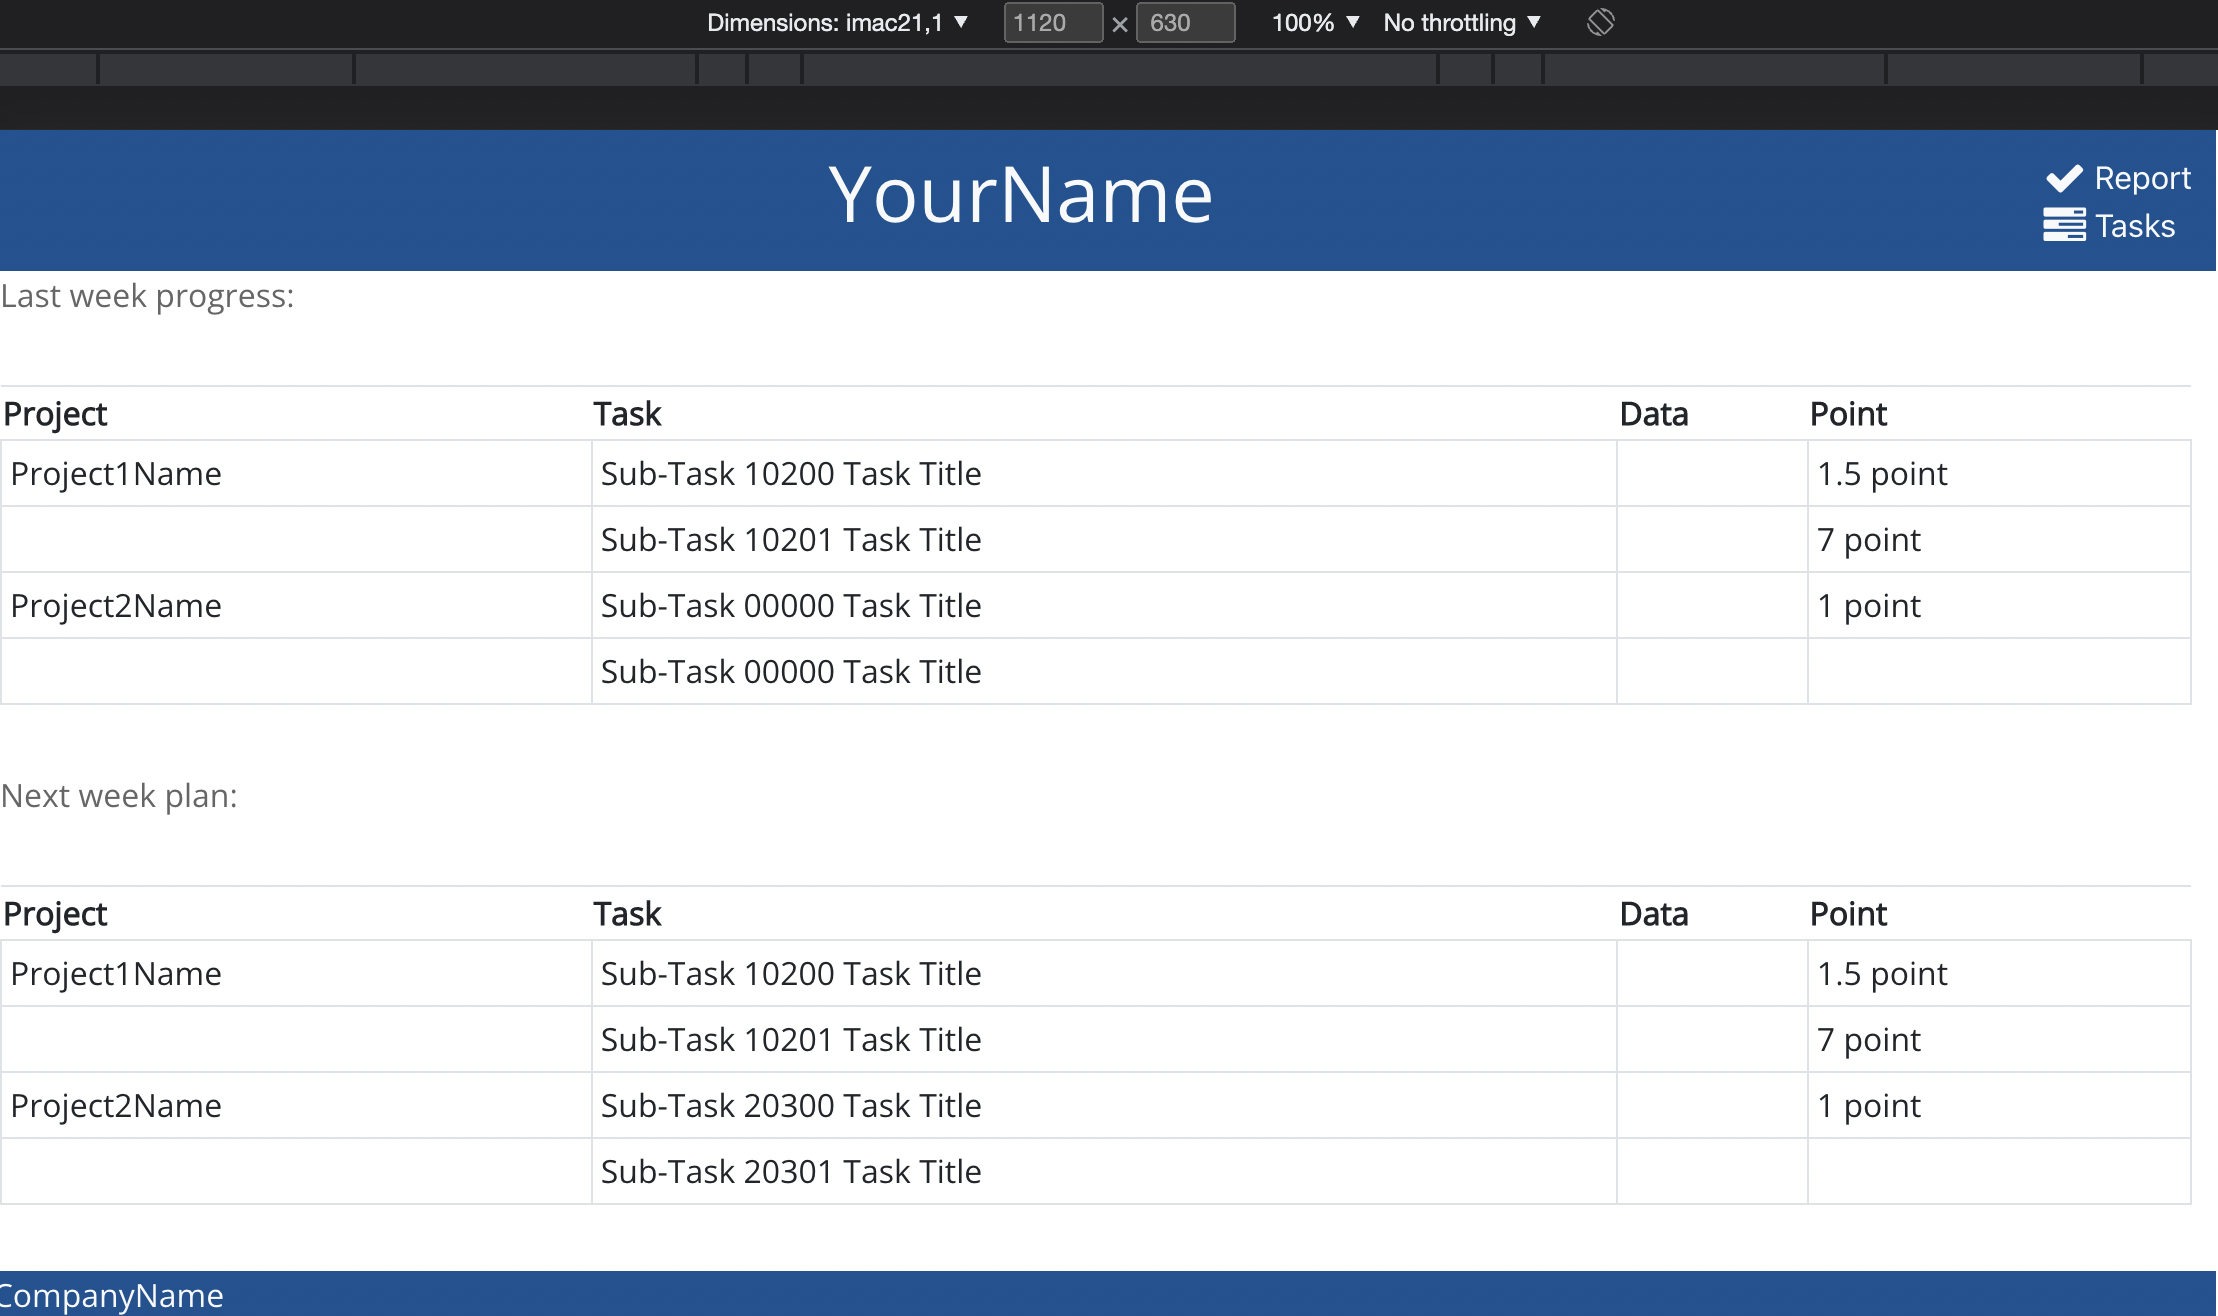 Dimensions: imac21,1 ▼ 1120 × 630 100% ▼ No throttling ▼
YourName
Report
Tasks
Last week progress:
Project Task Data Point
Project1Name Sub-Task 10200 Task Title 1.5 point
Sub-Task 10201 Task Title 7 point
Project2Name Sub-Task 00000 Task Title 1 point
Sub-Task 00000 Task Title
Next week plan:
Project Task Data Point
Project1Name Sub-Task 10200 Task Title 1.5 point
Sub-Task 10201 Task Title 7 point
Project2Name Sub-Task 20300 Task Title 1 point
Sub-Task 20301 Task Title
CompanyName